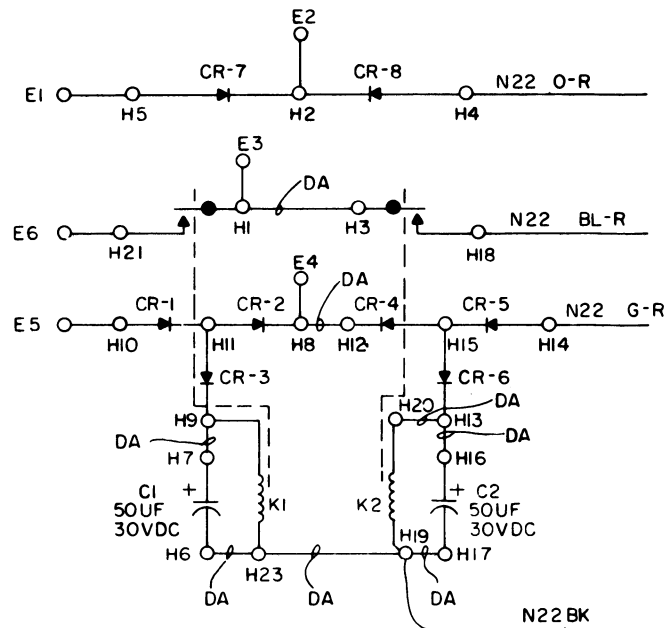 E2
CR-7
CR-8
N22 O-R
E1
H5
H2
H4
E3
DA
H1
H3
N22 BL-R
E6
H21
H18
E4
DA
CR-1
CR-2
CR-4
CR-5
N22 G-R
E5
H10
H11
H8
H12
H15
H14
CR-3
CR-6
H20
DA
H9
H13
DA
DA
H7
H16
C1
+
50UF
30VDC
K1
K2
+
C2
50UF
30VDC
H19
H6
H23
H17
DA
DA
DA
N22BK